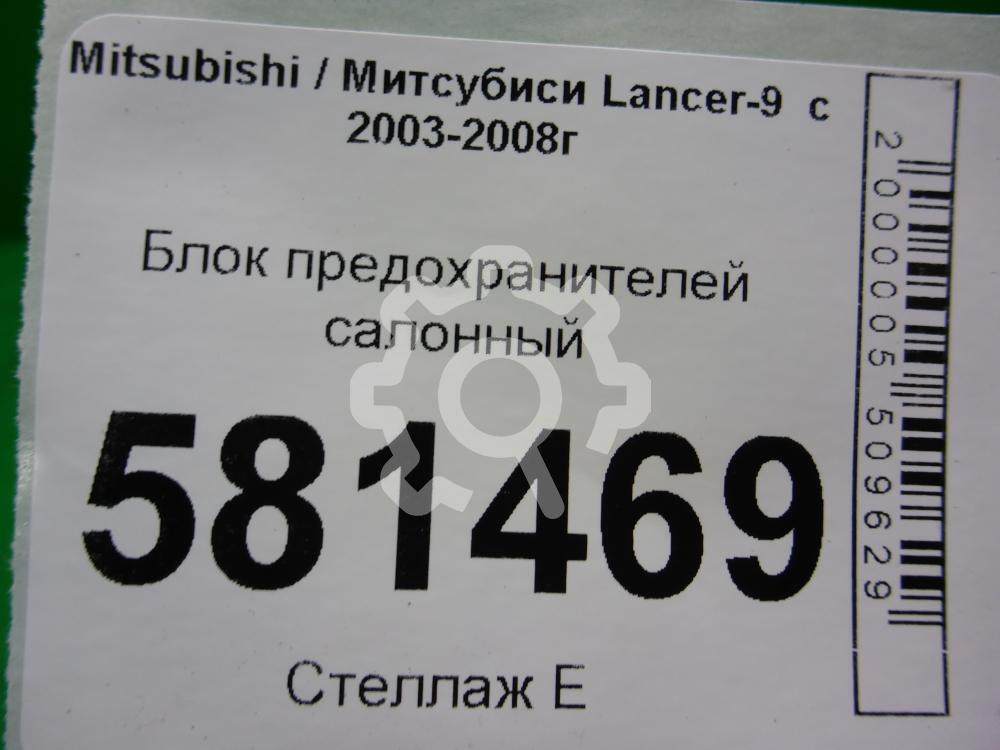 Mitsubishi / Митсубиси Lancer-9 с
2003-2008г
Блок предохранителей
салонный
581469
Стеллаж Е
2000005509629